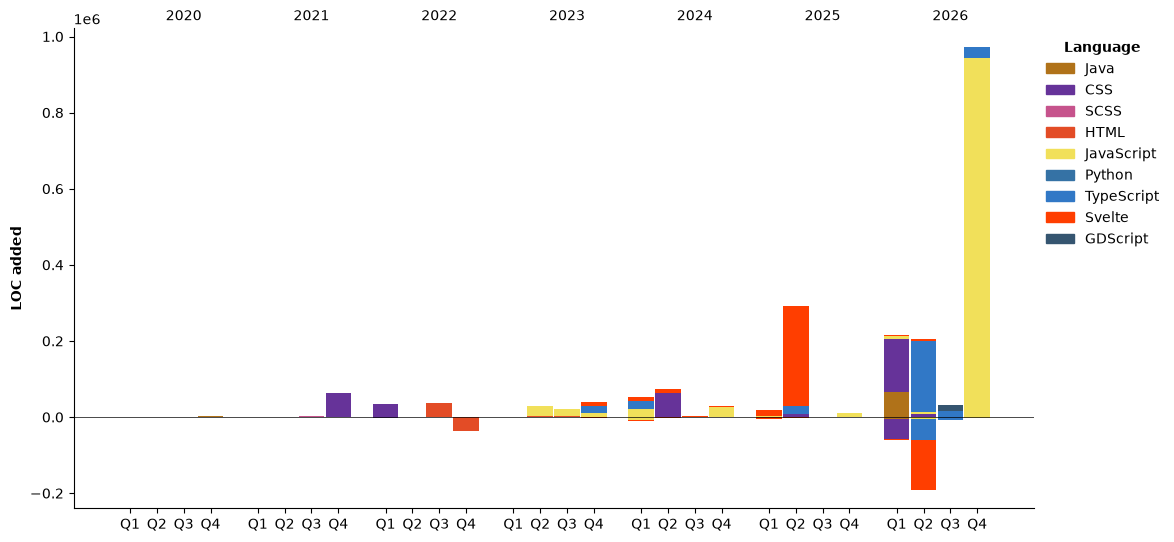 1e6
2020 2021 2022 2023 2024 2025 2026
1.0
0.8
0.6
0.4
0.2
0.0
−0.2
LOC added
Q1 Q2 Q3 Q4 Q1 Q2 Q3 Q4 Q1 Q2 Q3 Q4 Q1 Q2 Q3 Q4 Q1 Q2 Q3 Q4 Q1 Q2 Q3 Q4 Q1 Q2 Q3 Q4
Language
Java
CSS
SCSS
HTML
JavaScript
Python
TypeScript
Svelte
GDScript